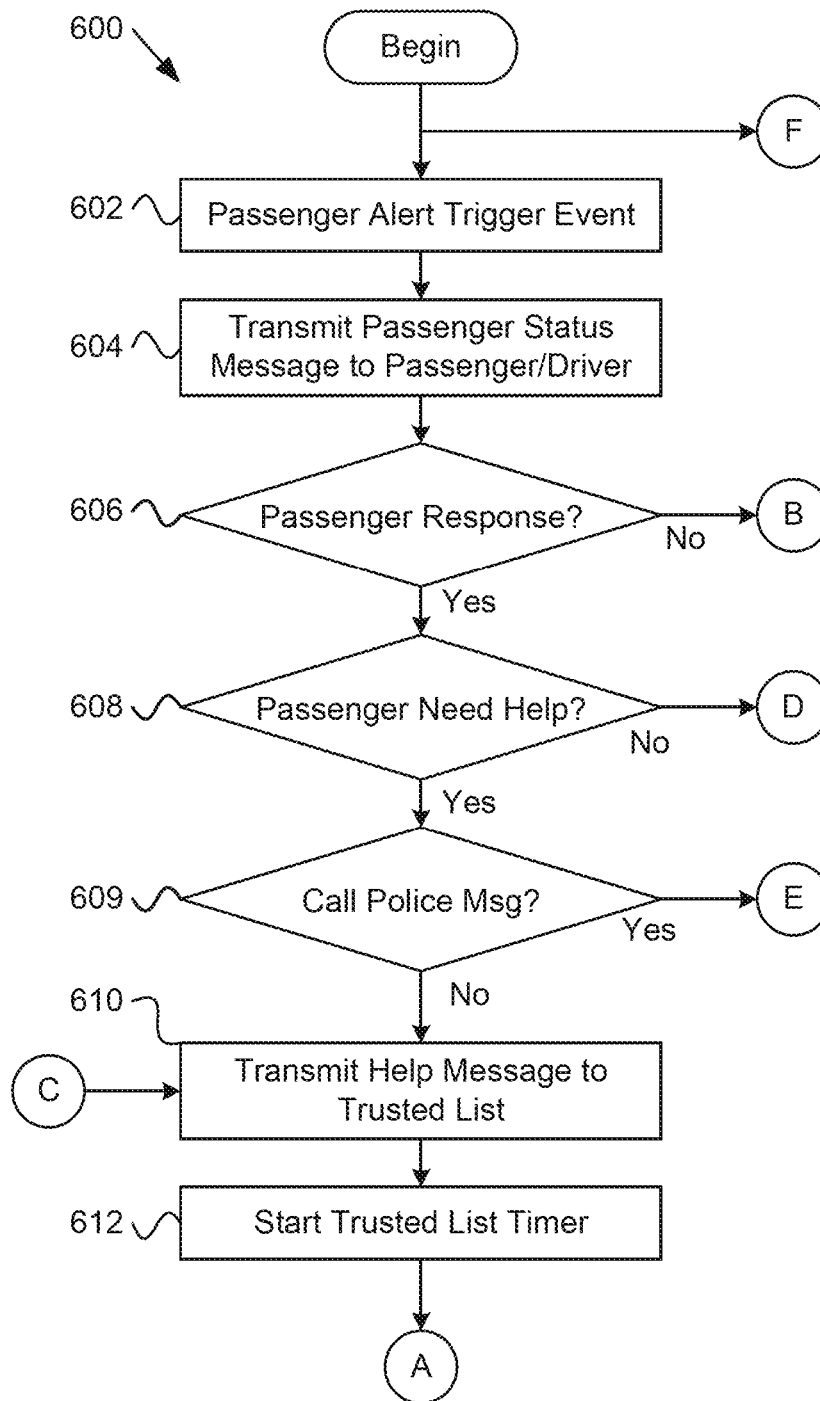 600
Begin
F
602
Passenger Alert Trigger Event
604
Transmit Passenger Status
Message to Passenger/Driver
606
Passenger Response?
No
B
Yes
608
Passenger Need Help?
No
D
Yes
609
Call Police Msg?
Yes
E
No
610
C
Transmit Help Message to
Trusted List
612
Start Trusted List Timer
A